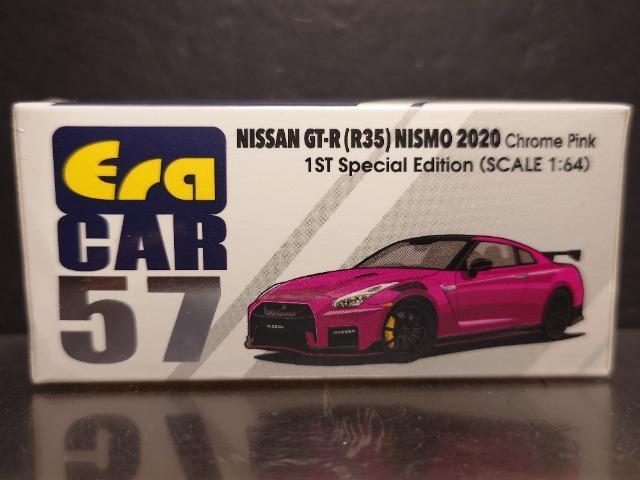 Era
CAR
57
NISSAN GT-R (R35) NISMO 2020 Chrome Pink
1ST Special Edition (SCALE 1:64)